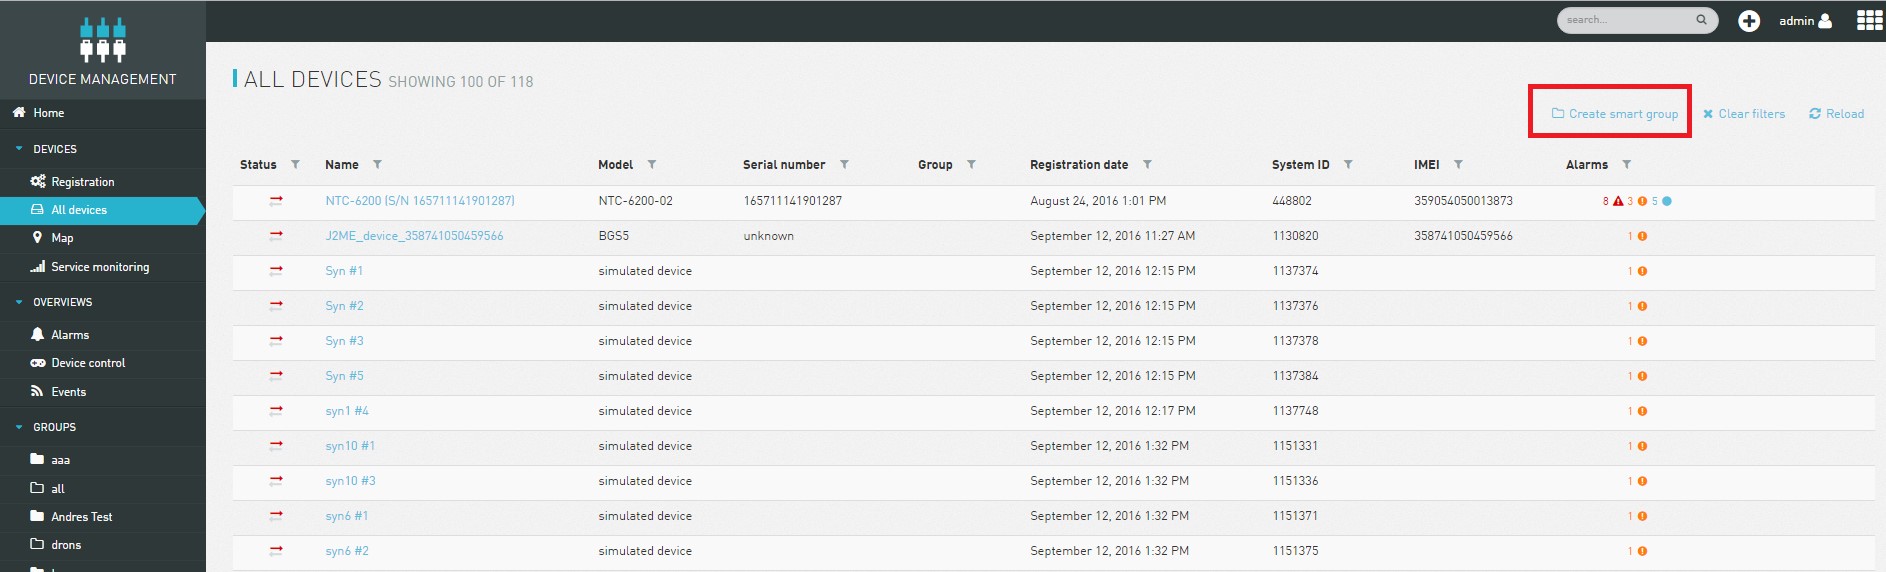 search...
admin
DEVICE MANAGEMENT
Home
DEVICES
Registration
All devices
Map
Service monitoring
OVERVIEWS
Alarms
Device control
Events
GROUPS
aaa
all
Andres Test
drons
ALL DEVICES SHOWING 100 OF 118
Create smart group Clear filters Reload
Status Name Model Serial number Group Registration date System ID IMEI Alarms
NTC-6200 (S/N 165711141901287) NTC-6200-02 165711141901287 August 24, 2016 1:01 PM 448802 359054050013873 8 3 5
J2ME_device_358741050459566 BGS5 unknown September 12, 2016 11:27 AM 1130820 358741050459566 1
Syn #1 simulated device September 12, 2016 12:15 PM 1137374 1
Syn #2 simulated device September 12, 2016 12:15 PM 1137376 1
Syn #3 simulated device September 12, 2016 12:15 PM 1137378 1
Syn #5 simulated device September 12, 2016 12:15 PM 1137384 1
syn1 #4 simulated device September 12, 2016 12:17 PM 1137748 1
syn10 #1 simulated device September 12, 2016 1:32 PM 1151331 1
syn10 #3 simulated device September 12, 2016 1:32 PM 1151336 1
syn6 #1 simulated device September 12, 2016 1:32 PM 1151371 1
syn6 #2 simulated device September 12, 2016 1:32 PM 1151375 1